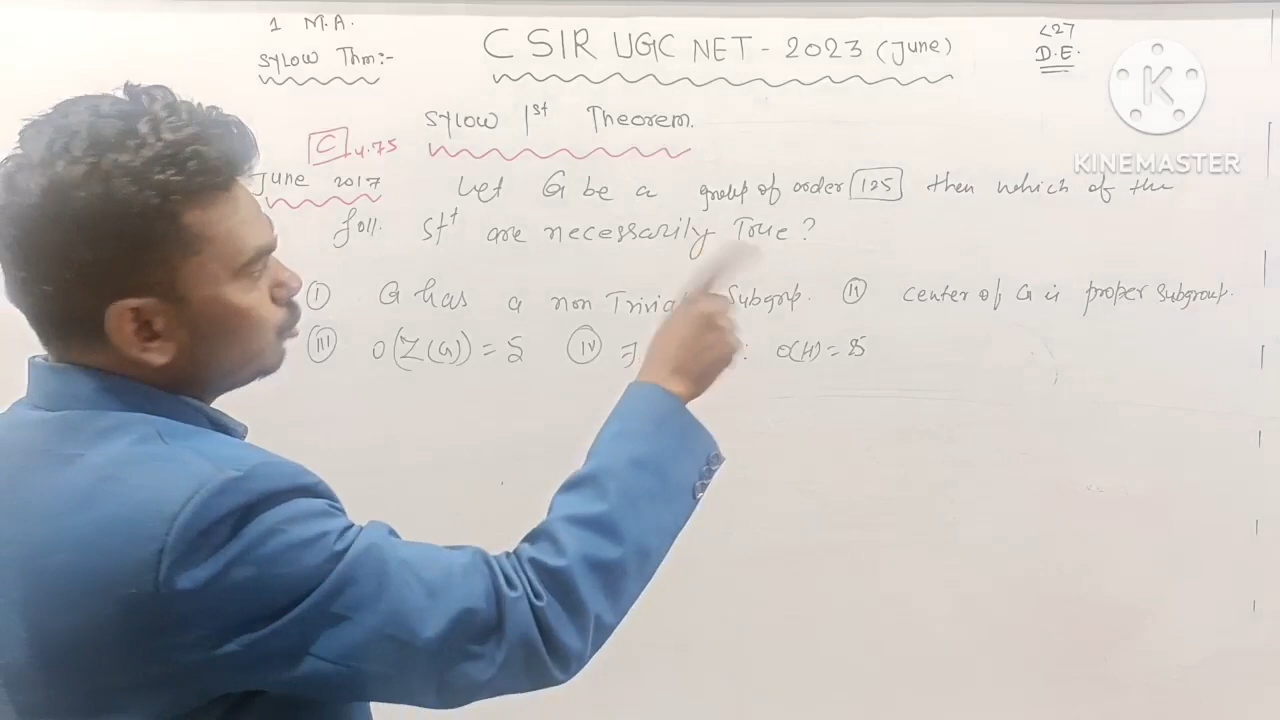 1 M.A.
Sylow Thm:-
CSIR UGC NET - 2023 (June)
<27
D.E.
K
KINEMASTER
Sylow 1st Theorem.
C 4.75
June 2017 Let G be a group of order 125 then which of the
foll. stt are necessarily True?
(I) G has a non Trivial Subgrp. (II) center of G is proper subgroup.
(III) O(Z(G)) = 5 (IV) ∃ : O(H) = 25